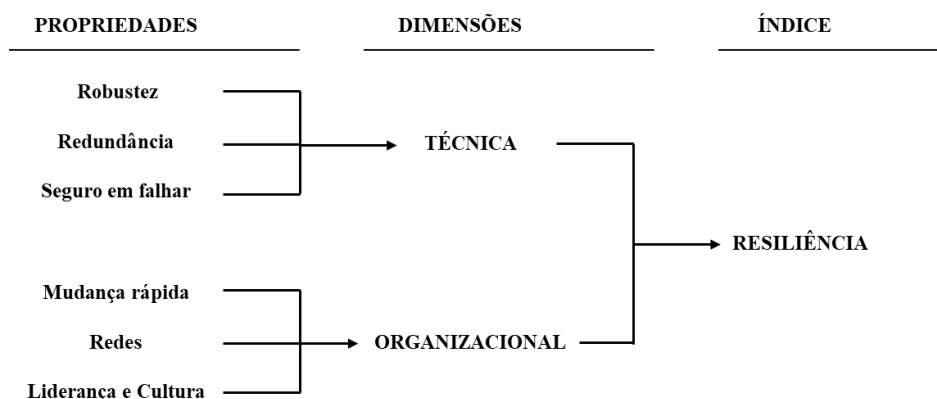 PROPRIEDADES
DIMENSÕES
ÍNDICE
Robustez
Redundância
Seguro em falhar
TÉCNICA
RESILIÊNCIA
Mudança rápida
Redes
Liderança e Cultura
ORGANIZACIONAL